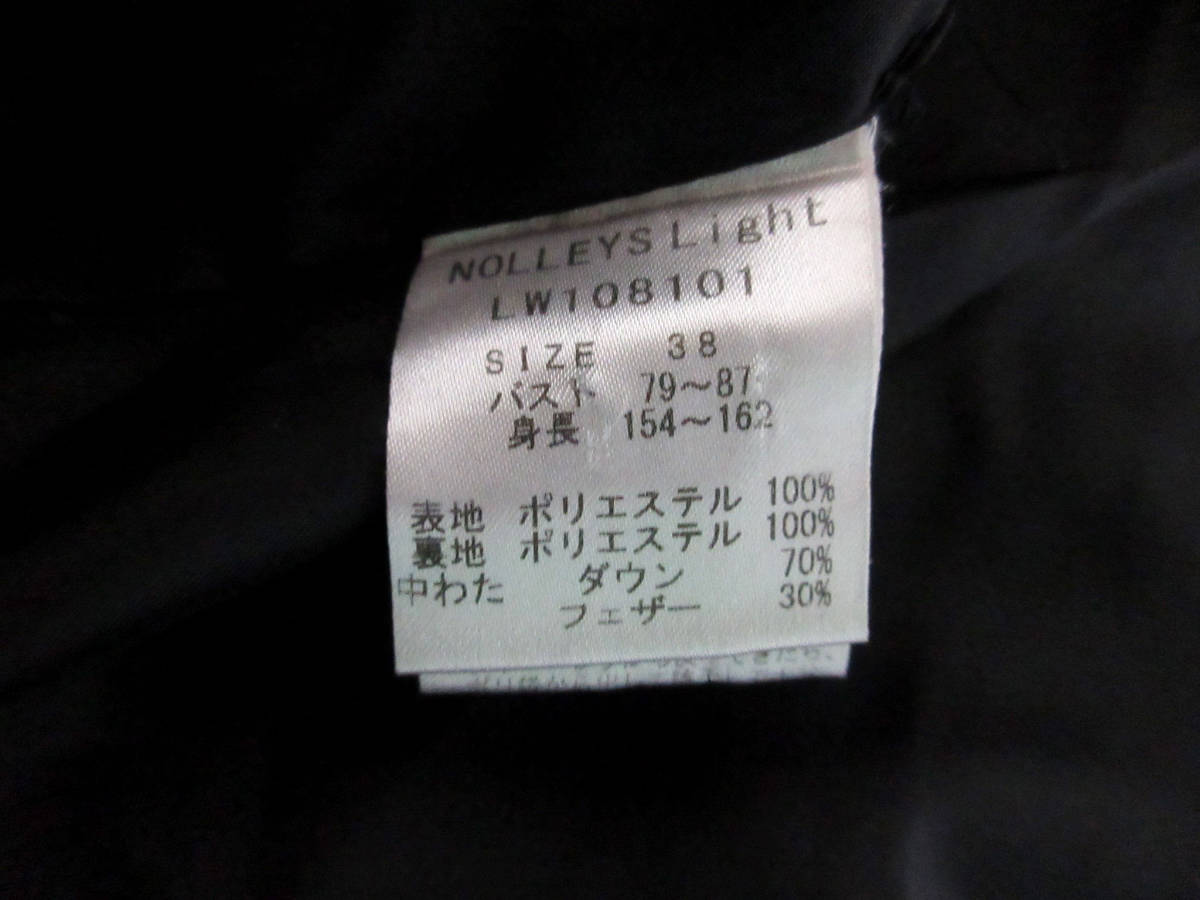 NOLLEYS Light
LW108101
SIZE 38
バスト 79～87
身長 154～162
表地 ポリエステル 100%
裏地 ポリエステル 100%
中わた ダウン 70%
フェザー 30%